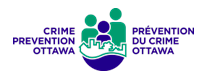 CRIME
PREVENTION
OTTAWA
PRÉVENTION
DU CRIME
OTTAWA